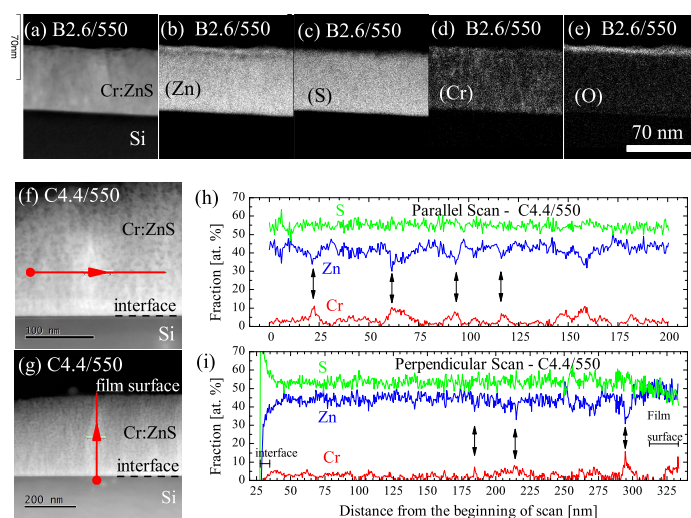 (a) B2.6/550
70nm
Cr:ZnS
Si
(b) B2.6/550
(Zn)
(c) B2.6/550
(S)
(d) B2.6/550
(Cr)
(e) B2.6/550
(O)
70 nm
(f) C4.4/550
Cr:ZnS
interface
100 nm
Si
(g) C4.4/550
film surface
Cr:ZnS
interface
200 nm
Si
(h)
Fraction [at. %]
70
60
50
40
30
20
10
0
S
Parallel Scan - C4.4/550
Zn
Cr
0 25 50 75 100 125 150 175 200
(i)
Fraction [at. %]
70
60
50
40
30
20
10
0
Perpendicular Scan - C4.4/550
S
Zn
Film
surface
interface
Cr
25 50 75 100 125 150 175 200 225 250 275 300 325
Distance from the beginning of scan [nm]